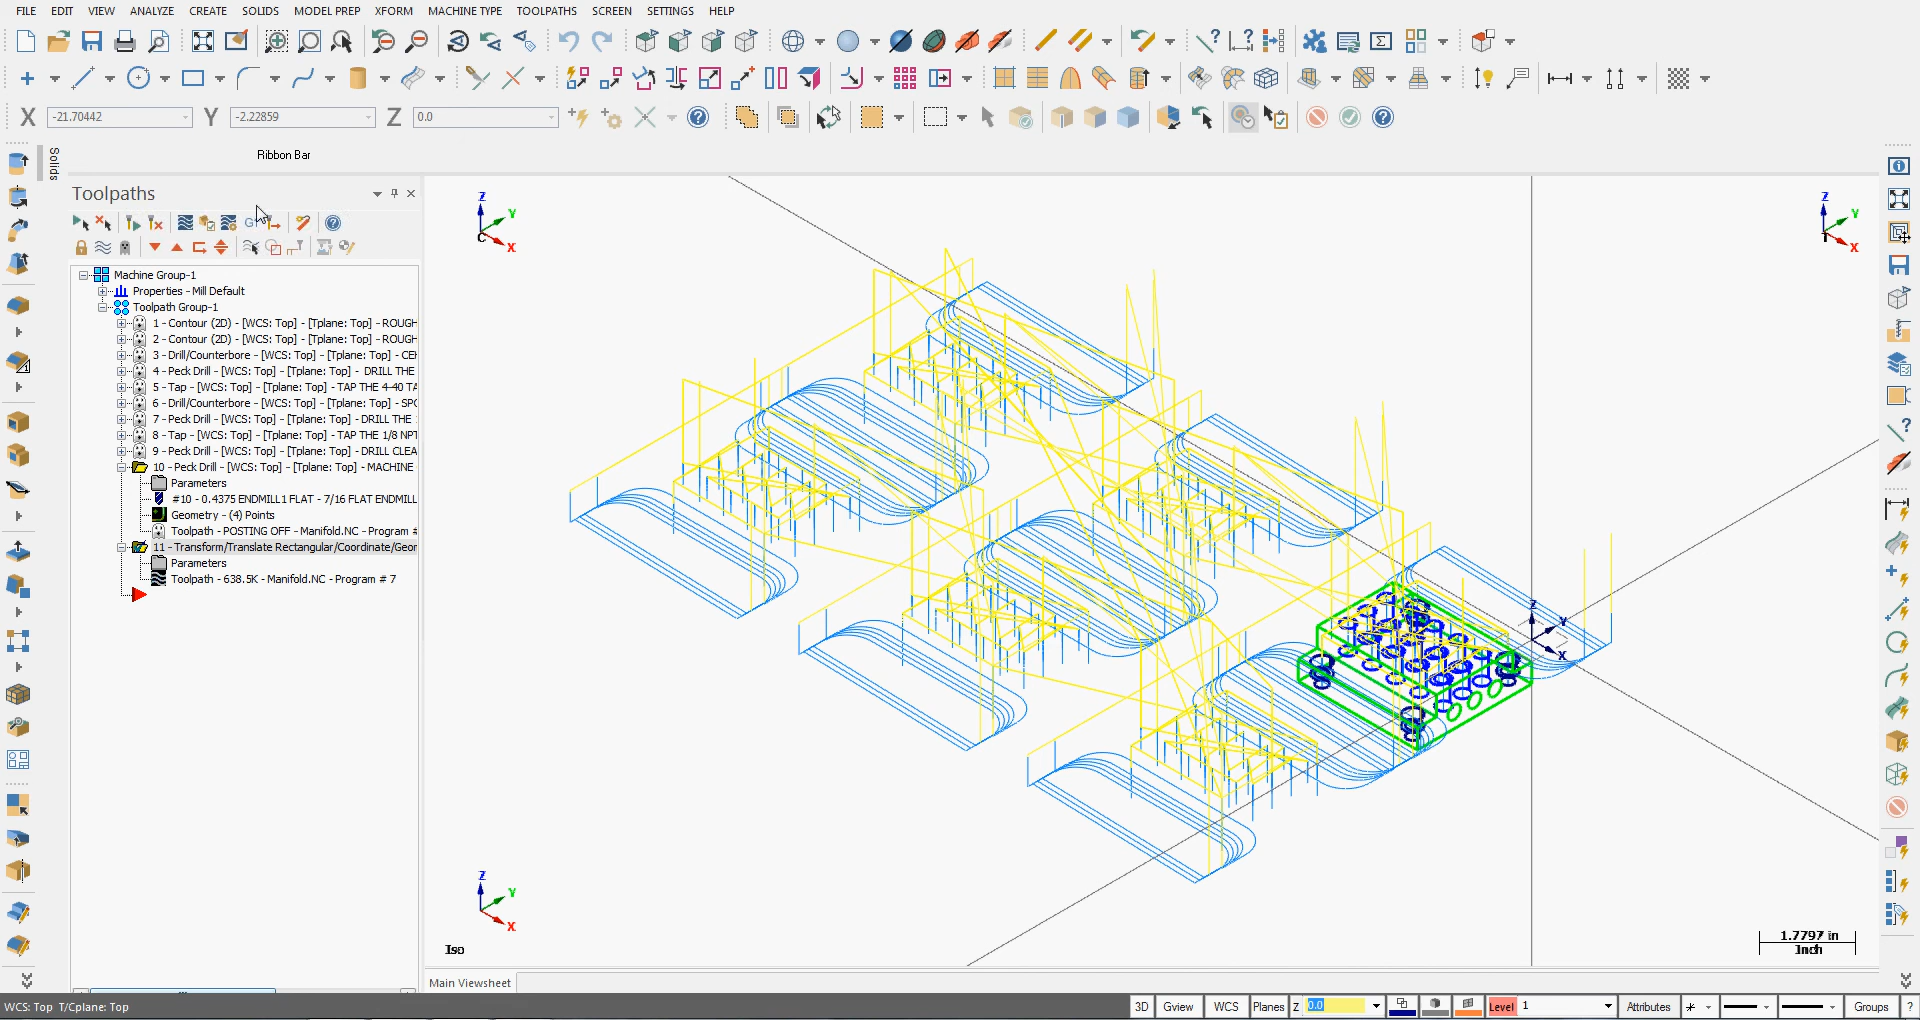 FILE EDIT VIEW ANALYZE CREATE SOLIDS MODEL PREP XFORM MACHINE TYPE TOOLPATHS SCREEN SETTINGS HELP
X -21.70442 Y -2.22859 Z 0.0
Ribbon Bar
Solids
Toolpaths
Machine Group-1
Properties - Mill Default
Toolpath Group-1
1 - Contour (2D) - [WCS: Top] - [Tplane: Top] - ROUGH
2 - Contour (2D) - [WCS: Top] - [Tplane: Top] - ROUGH
3 - Drill/Counterbore - [WCS: Top] - [Tplane: Top] - CEN
4 - Peck Drill - [WCS: Top] - [Tplane: Top] - DRILL THE
5 - Tap - [WCS: Top] - [Tplane: Top] - TAP THE 4-40 TA
6 - Drill/Counterbore - [WCS: Top] - [Tplane: Top] - SPO
7 - Peck Drill - [WCS: Top] - [Tplane: Top] - DRILL THE
8 - Tap - [WCS: Top] - [Tplane: Top] - TAP THE 1/8 NPT
9 - Peck Drill - [WCS: Top] - [Tplane: Top] - DRILL CLEA
10 - Peck Drill - [WCS: Top] - [Tplane: Top] - MACHINE
Parameters
#10 - 0.4375 ENDMILL1 FLAT - 7/16 FLAT ENDMILL
Geometry - (4) Points
Toolpath - POSTING OFF - Manifold.NC - Program #
11 - Transform/Translate Rectangular/Coordinate/Geor
Parameters
Toolpath - 638.5K - Manifold.NC - Program # 7
Z Y X C
Z Y X T
Z Y X
Z Y X
Iso
1.7797 in
Inch
Main Viewsheet
WCS: Top T/Cplane: Top
3D Gview WCS Planes Z 0.0 Level 1 Attributes Groups ?